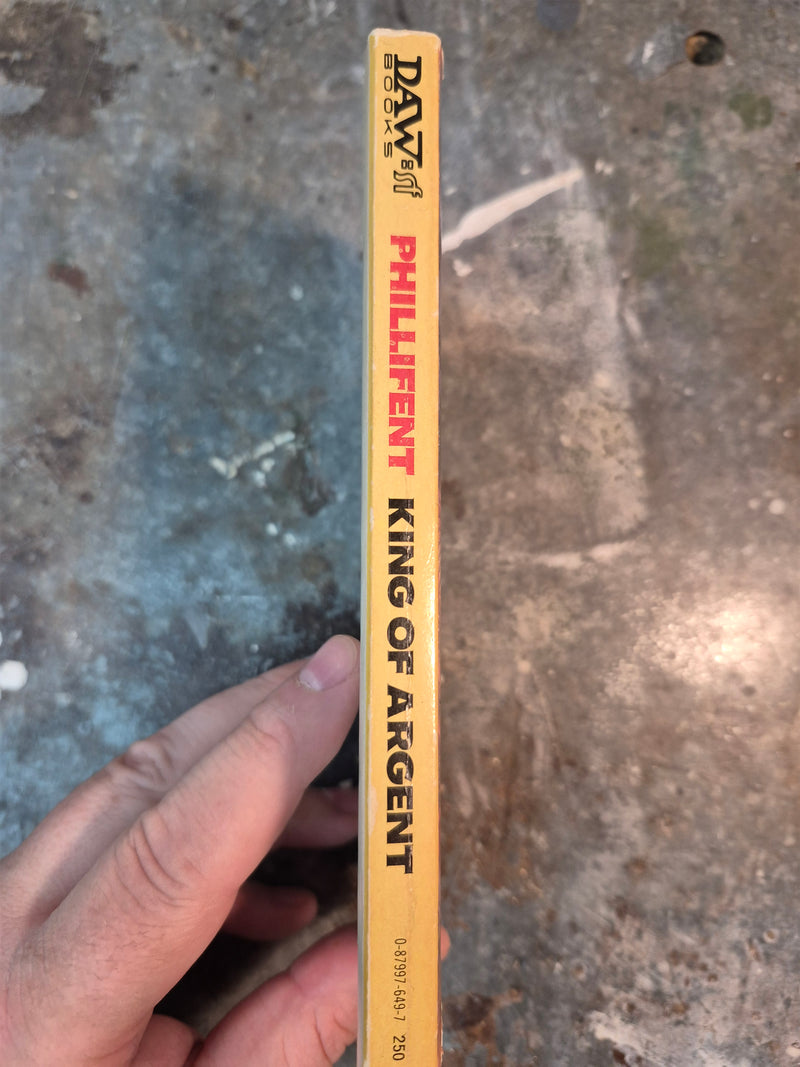 DAW sf
BOOKS
PHILLIFENT KING OF ARGENT
0-87997-649-7 250